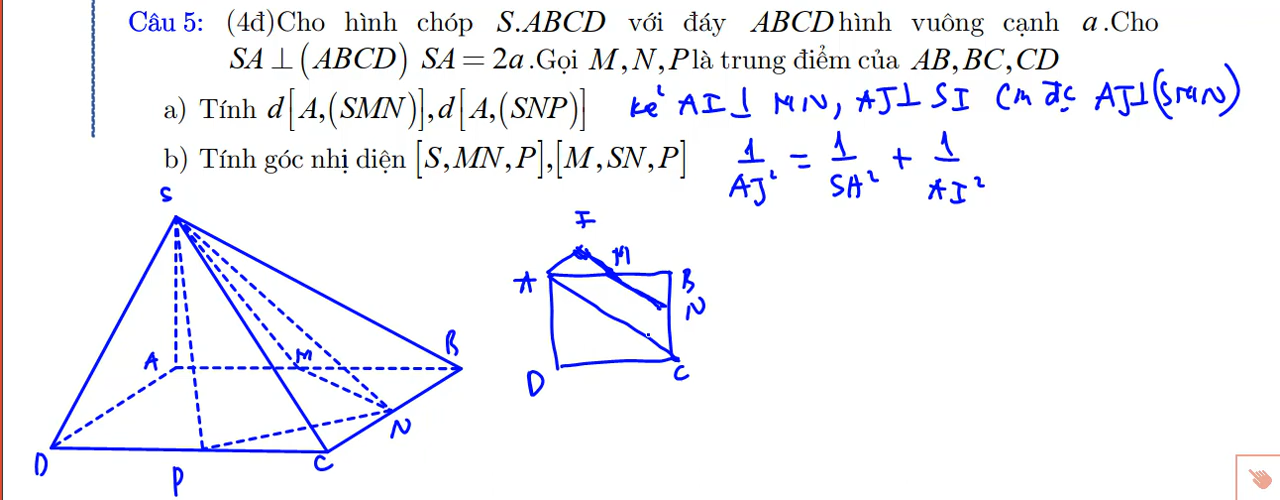 Câu 5: (4đ)Cho hình chóp S.ABCD với đáy ABCD hình vuông cạnh a.Cho
SA ⊥ (ABCD) SA = 2a.Gọi M, N, P là trung điểm của AB, BC, CD
a) Tính d[A,(SMN)],d[A,(SNP)]
kẻ AI ⊥ MN, AJ ⊥ SI Cm đc AJ ⊥ (SMN)
b) Tính góc nhị diện [S,MN,P],[M,SN,P]
1/AJ² = 1/SA² + 1/AI²
S
I
M
A
B
N
D
C
B
A
M
N
D
P
C